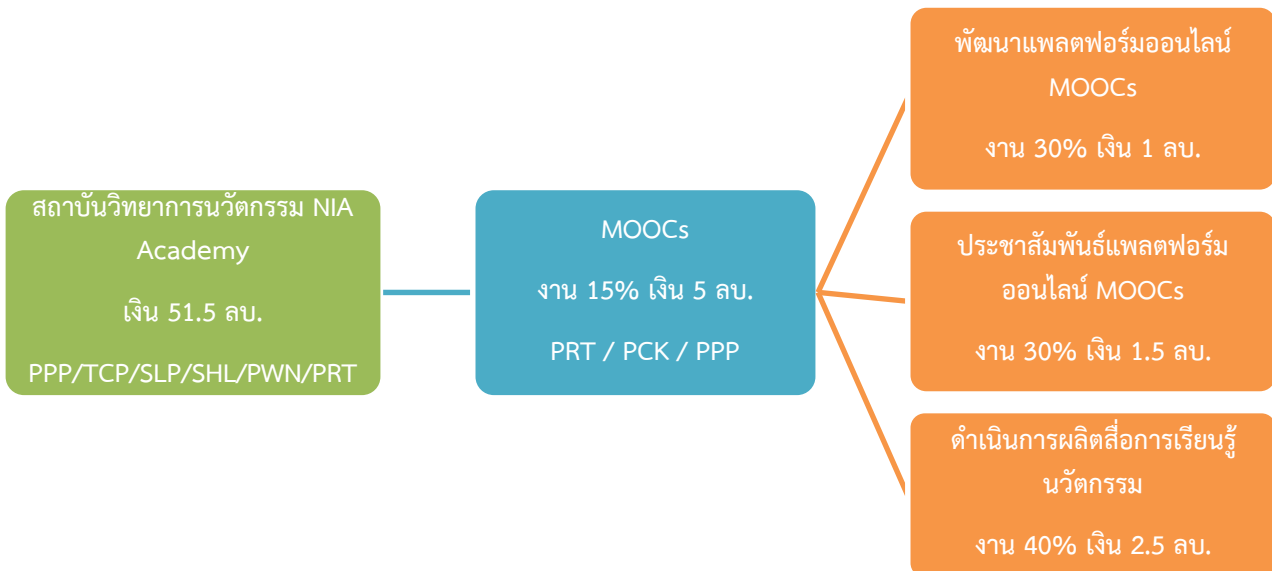 สถาบันวิทยาการนวัตกรรม NIA
Academy
เงิน 51.5 ลบ.
PPP/TCP/SLP/SHL/PWN/PRT
MOOCs
งาน 15% เงิน 5 ลบ.
PRT / PCK / PPP
พัฒนาแพลตฟอร์มออนไลน์
MOOCs
งาน 30% เงิน 1 ลบ.
ประชาสัมพันธ์แพลตฟอร์ม
ออนไลน์ MOOCs
งาน 30% เงิน 1.5 ลบ.
ดำเนินการผลิตสื่อการเรียนรู้
นวัตกรรม
งาน 40% เงิน 2.5 ลบ.